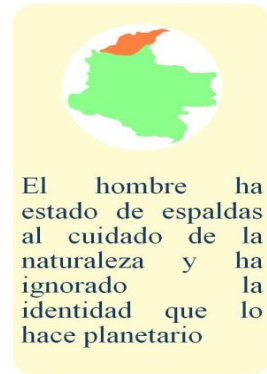 El hombre ha
estado de espaldas
al cuidado de la
naturaleza y ha
ignorado la
identidad que lo
hace planetario